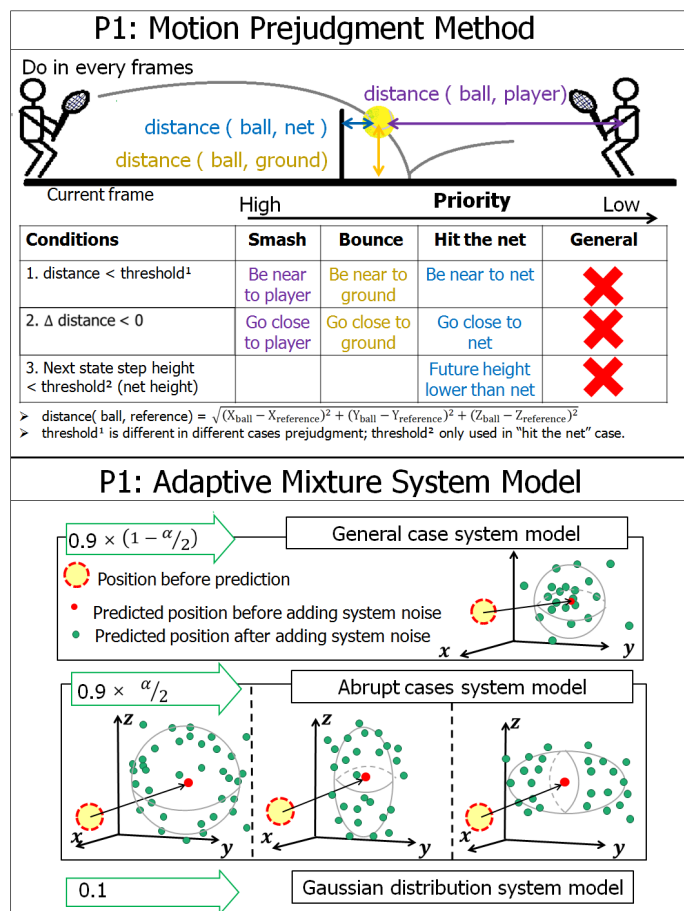 P1: Motion Prejudgment Method
Do in every frames
distance ( ball, player)
distance ( ball, net )
distance ( ball, ground)
Current frame
High Priority Low
Conditions Smash Bounce Hit the net General
1. distance < threshold¹ Be near to player Be near to ground Be near to net
2. Δ distance < 0 Go close to player Go close to ground Go close to net
3. Next state step height < threshold² (net height) Future height lower than net
➢ distance( ball, reference) = √(X_ball − X_reference)² + (Y_ball − Y_reference)² + (Z_ball − Z_reference)²
➢ threshold¹ is different in different cases prejudgment; threshold² only used in “hit the net” case.
P1: Adaptive Mixture System Model
0.9 × (1 − α/2) General case system model
Position before prediction
Predicted position before adding system noise
Predicted position after adding system noise
x y
0.9 × α/2 Abrupt cases system model
z z z
x y x y x y
0.1 Gaussian distribution system model